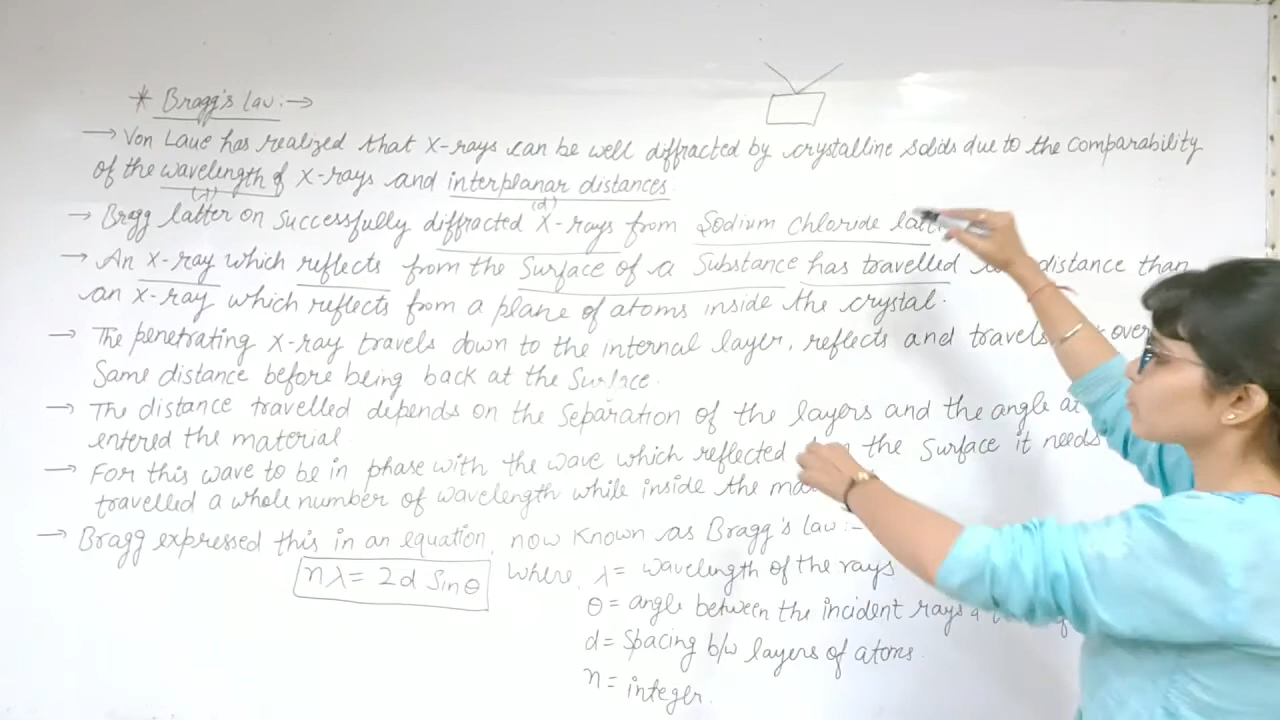 * Bragg's Law:→
→ Von Laue has realized that X-rays can be well diffracted by crystalline solids due to the comparability
of the wavelength of X-rays and interplanar distances.
(λ) (d)
→ Bragg latter on successfully diffracted X-rays from Sodium Chloride
→ An X-ray which reflects from the Surface of a Substance has travelled distance than
an X-ray which reflects from a plane of atoms inside the crystal.
→ The penetrating X-ray travels down to the internal layer, reflects and travels over
Same distance before being back at the Surface.
→ The distance travelled depends on the Separation of the layers and the angle at
entered the material.
→ For this wave to be in phase with the wave which reflected the Surface it needs
travelled a whole number of wavelength while inside the
→ Bragg expressed this in an equation, now Known as Bragg's Law:-
nλ = 2d Sinθ where, λ = wavelength of the rays
θ = angle between the incident rays &
d = Spacing b/w layers of atoms.
n = integer.